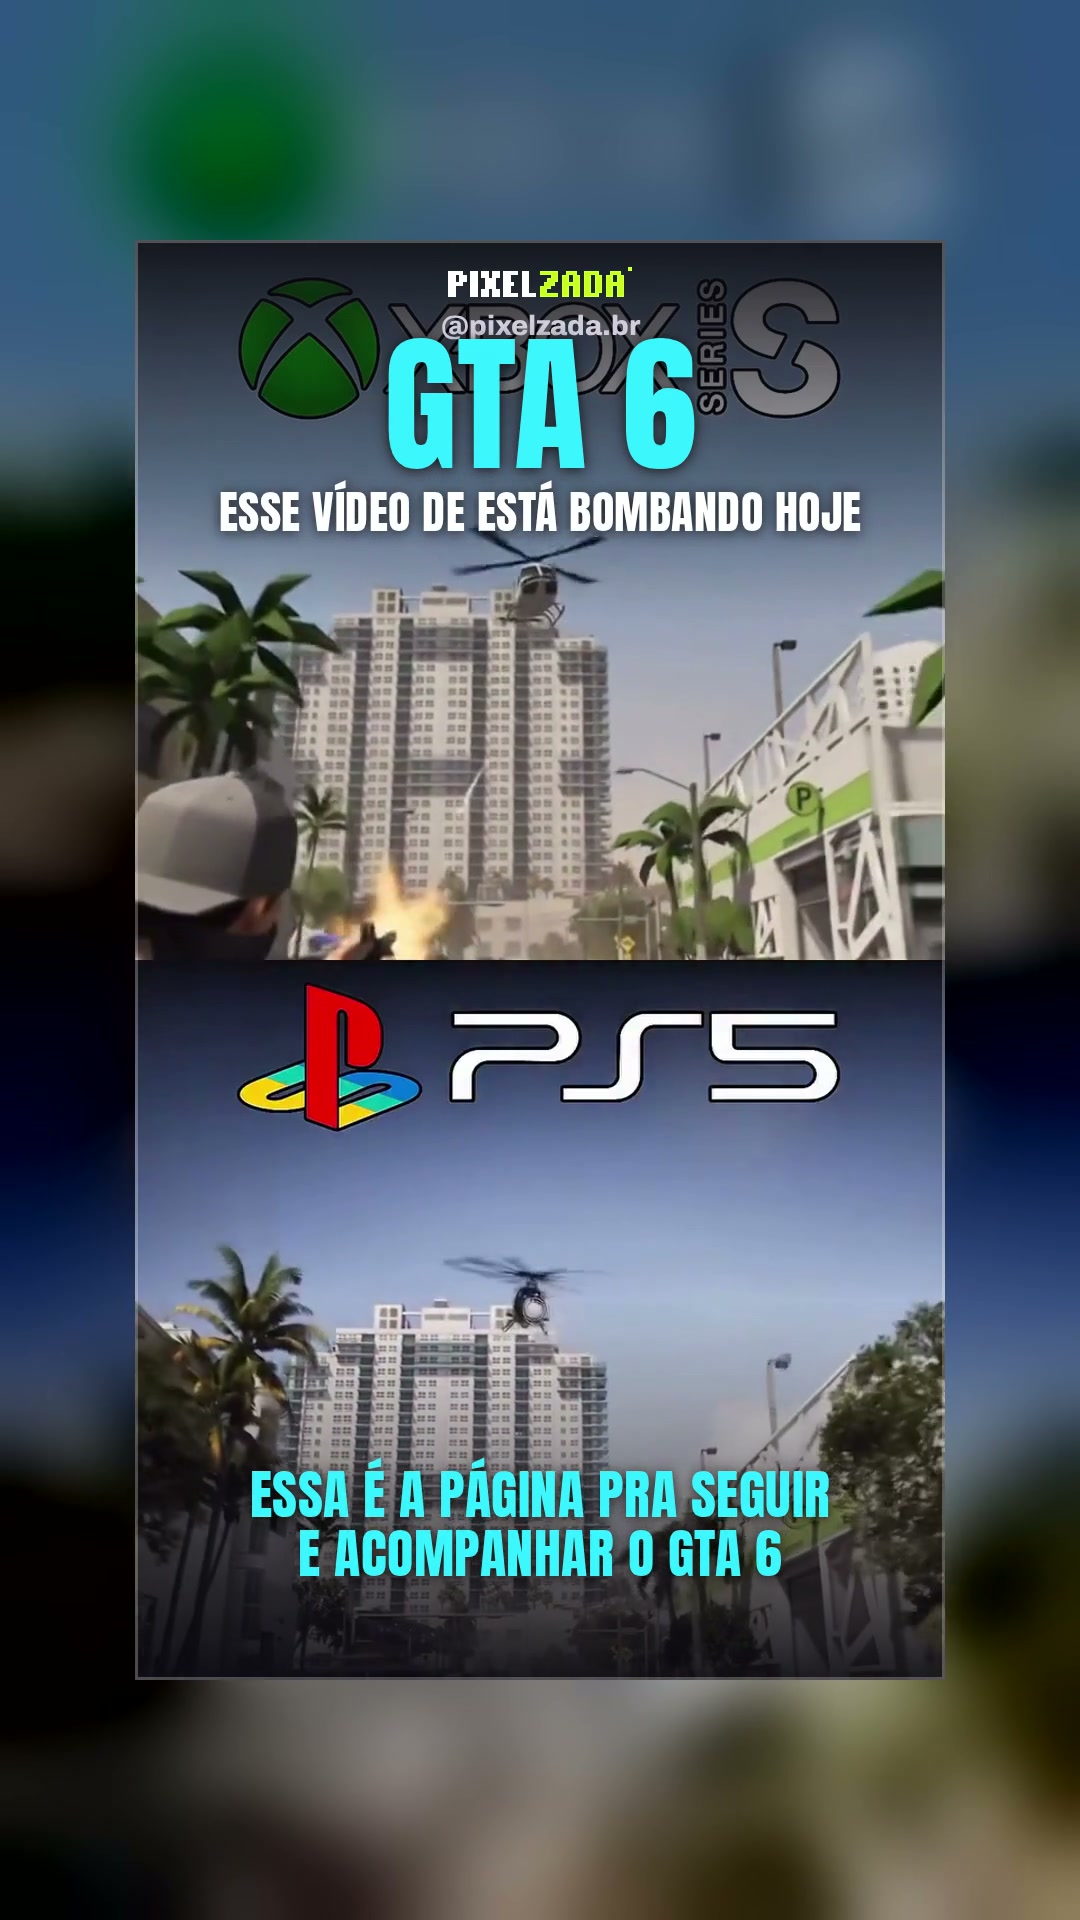 PIXELZADA
@pixelzada.br
XBOX SERIES S
GTA 6
ESSE VÍDEO DE ESTÁ BOMBANDO HOJE
P
PS5
ESSA É A PÁGINA PRA SEGUIR
E ACOMPANHAR O GTA 6